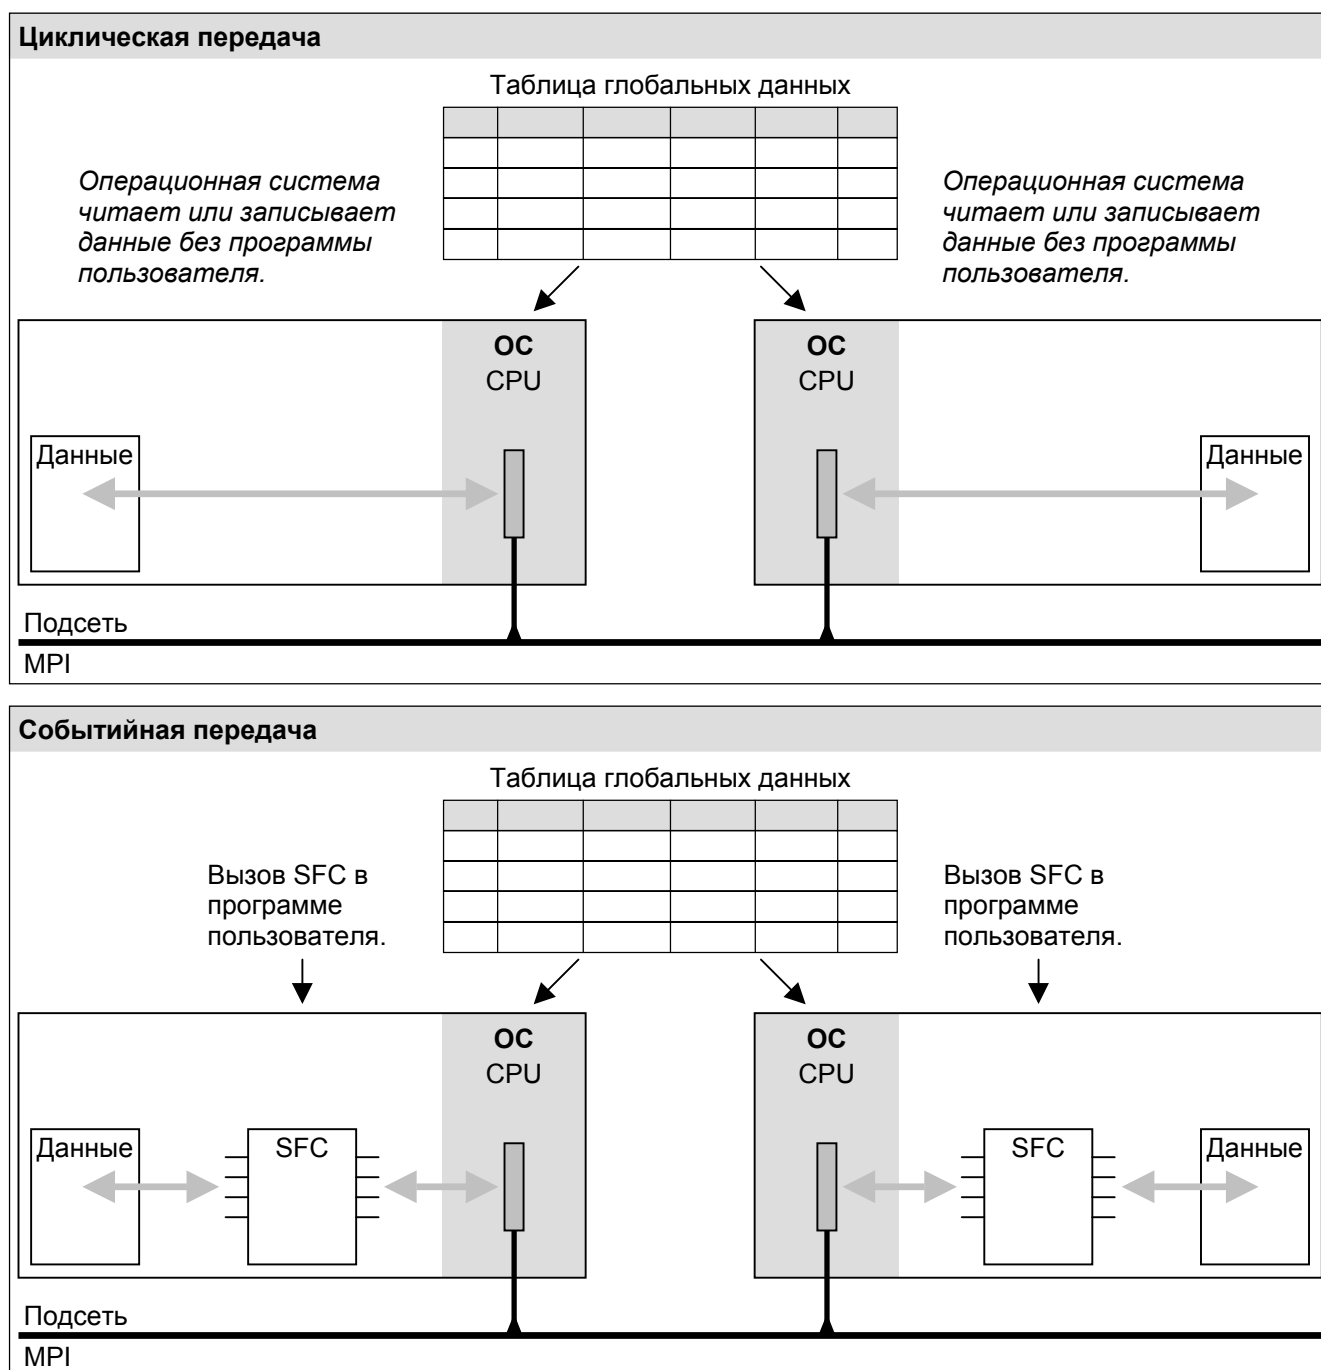 Циклическая передача
Таблица глобальных данных
Операционная система
читает или записывает
данные без программы
пользователя.
Операционная система
читает или записывает
данные без программы
пользователя.
ОС
CPU
ОС
CPU
Данные
Данные
Подсеть
MPI
Событийная передача
Таблица глобальных данных
Вызов SFC в
программе
пользователя.
Вызов SFC в
программе
пользователя.
ОС
CPU
ОС
CPU
Данные
SFC
SFC
Данные
Подсеть
MPI